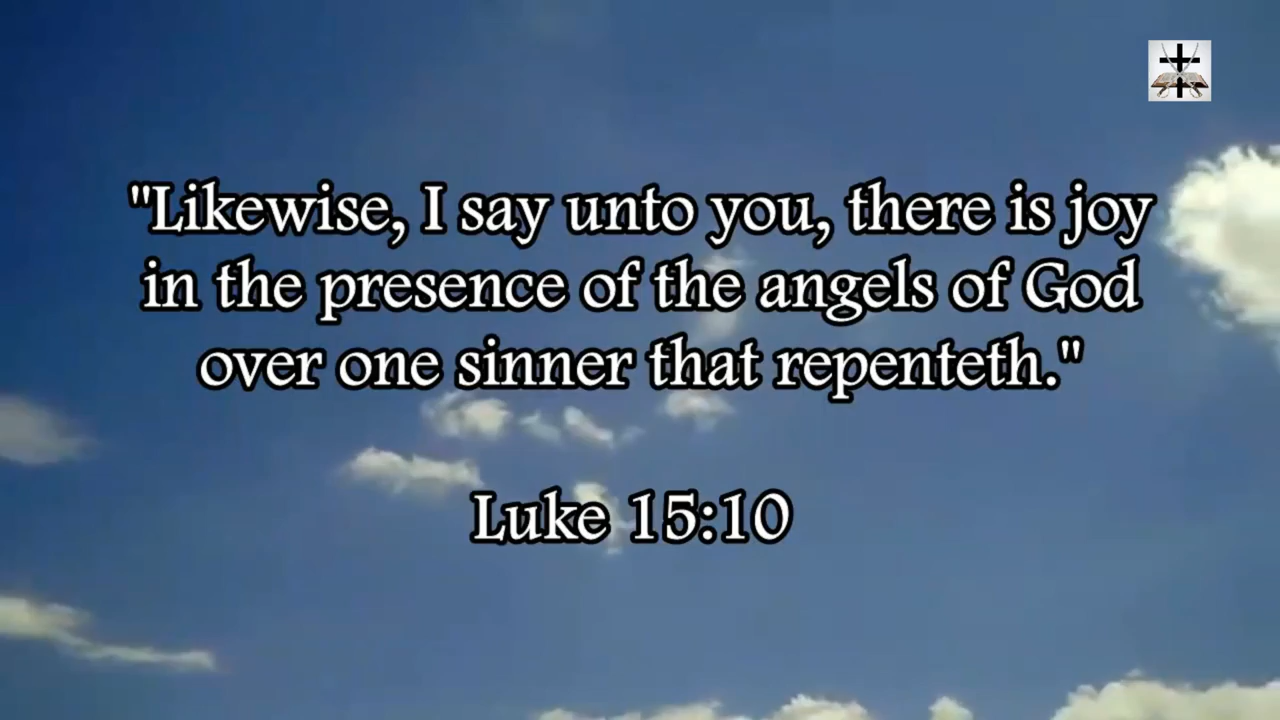 "Likewise, I say unto you, there is joy
in the presence of the angels of God
over one sinner that repenteth."
Luke 15:10